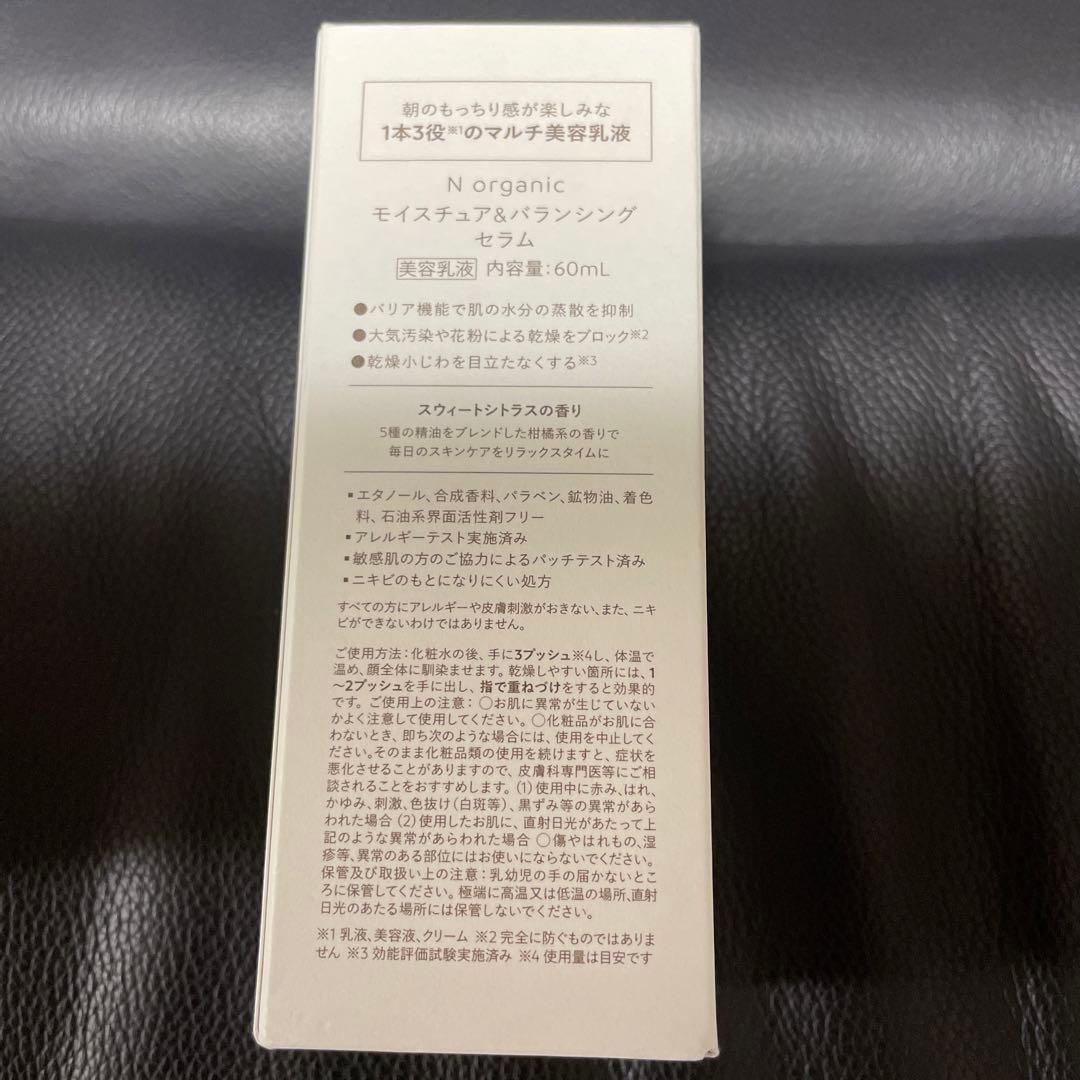 朝のもっちり感が楽しみな
1本3役※1のマルチ美容乳液
N organic
モイスチュア&バランシング
セラム
美容乳液 内容量:60mL
●バリア機能で肌の水分の蒸散を抑制
●大気汚染や花粉による乾燥をブロック※2
●乾燥小じわを目立たなくする※3
スウィートシトラスの香り
5種の精油をブレンドした柑橘系の香りで
毎日のスキンケアをリラックスタイムに
▪エタノール、合成香料、パラベン、鉱物油、着色
料、石油系界面活性剤フリー
▪アレルギーテスト実施済み
▪敏感肌の方のご協力によるパッチテスト済み
▪ニキビのもとになりにくい処方
すべての方にアレルギーや皮膚刺激がおきない、また、ニキ
ビができないわけではありません。
ご使用方法:化粧水の後、手に3プッシュ※4し、体温で
温め、顔全体に馴染ませます。乾燥しやすい箇所には、1
～2プッシュを手に出し、指で重ねづけをすると効果的
です。ご使用上の注意:○お肌に異常が生じていない
かよく注意して使用してください。○化粧品がお肌に合
わないとき、即ち次のような場合には、使用を中止してく
ださい。そのまま化粧品類の使用を続けますと、症状を
悪化させることがありますので、皮膚科専門医等にご相
談されることをおすすめします。(1)使用中に赤み、はれ、
かゆみ、刺激、色抜け(白斑等)、黒ずみ等の異常があら
われた場合(2)使用したお肌に、直射日光があたって上
記のような異常があらわれた場合 ○傷やはれもの、湿
疹等、異常のある部位にはお使いにならないでください。
保管及び取扱い上の注意:乳幼児の手の届かないとこ
ろに保管してください。極端に高温又は低温の場所、直射
日光のあたる場所には保管しないでください。
※1 乳液、美容液、クリーム ※2 完全に防ぐものではありま
せん ※3 効能評価試験実施済み ※4 使用量は目安です